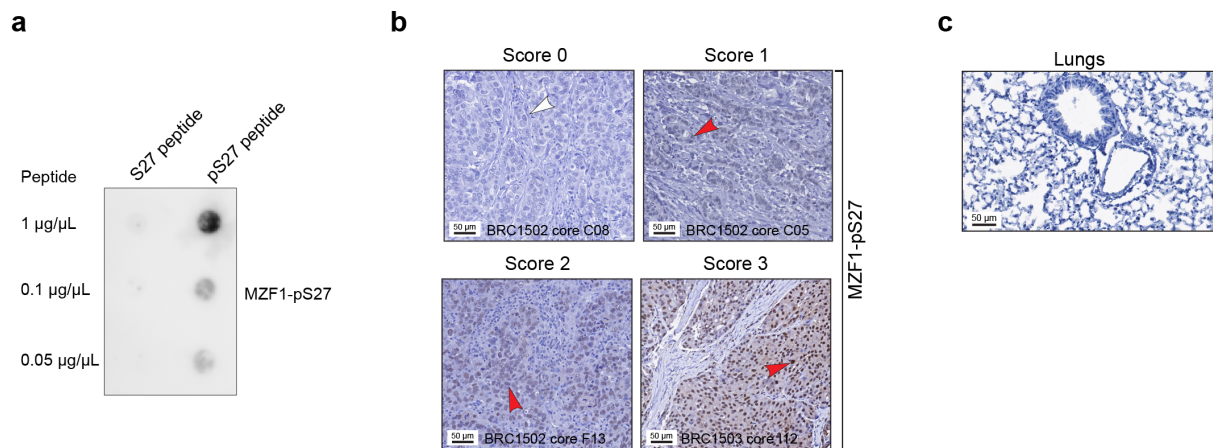 a
b
c
Peptide
S27 peptide
pS27 peptide
1 µg/µL
0.1 µg/µL
0.05 µg/µL
MZF1-pS27
Score 0
Score 1
50 µm
BRC1502 core C08
50 µm
BRC1502 core C05
Score 2
Score 3
50 µm
BRC1502 core F13
50 µm
BRC1503 core I12
MZF1-pS27
Lungs
50 µm